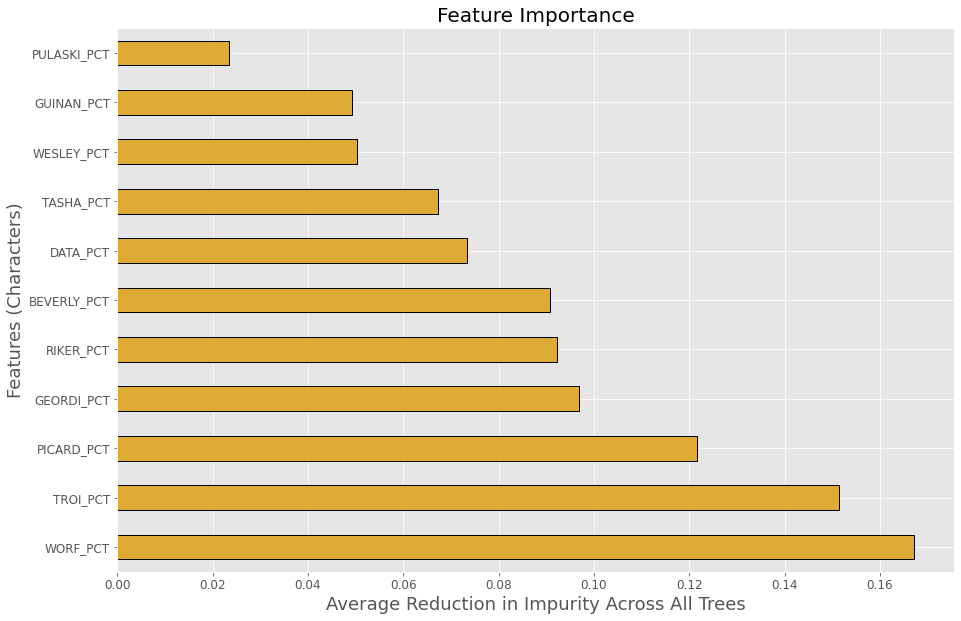 Feature Importance
Features (Characters)
PULASKI_PCT
GUINAN_PCT
WESLEY_PCT
TASHA_PCT
DATA_PCT
BEVERLY_PCT
RIKER_PCT
GEORDI_PCT
PICARD_PCT
TROI_PCT
WORF_PCT
0.00 0.02 0.04 0.06 0.08 0.10 0.12 0.14 0.16
Average Reduction in Impurity Across All Trees